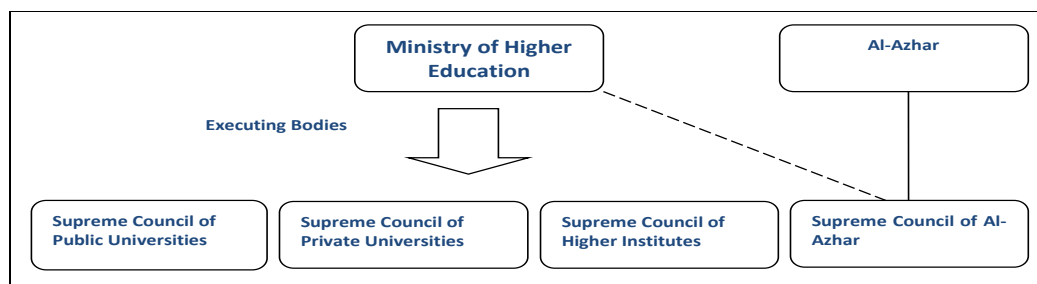 Ministry of Higher
Education
Al-Azhar
Executing Bodies
Supreme Council of
Public Universities
Supreme Council of
Private Universities
Supreme Council of
Higher Institutes
Supreme Council of Al-
Azhar